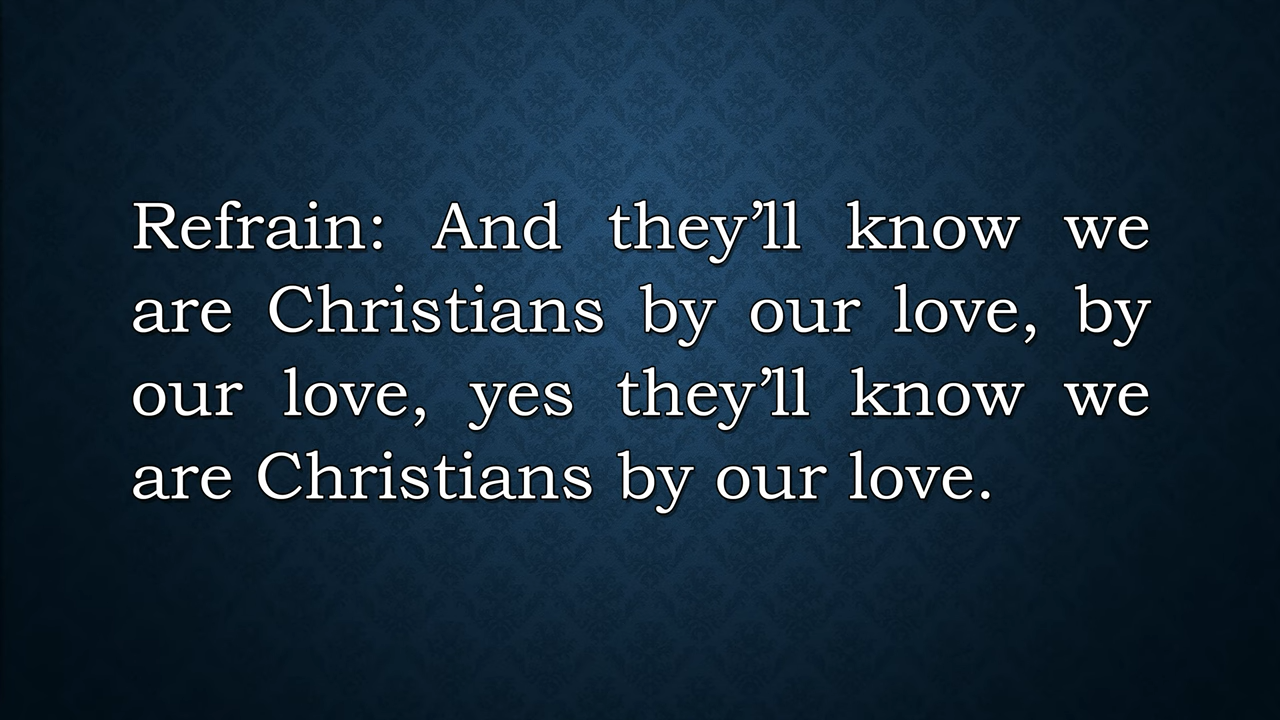 Refrain: And they’ll know we
are Christians by our love, by
our love, yes they’ll know we
are Christians by our love.